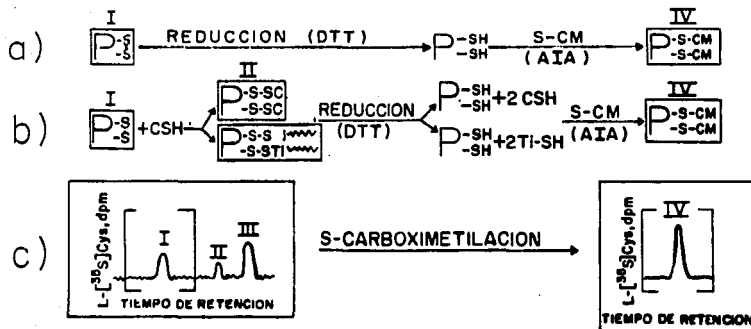 I
a) P -S -S REDUCCION (DTT) P -SH -SH S-CM (AIA) IV P -S-CM -S-CM
b) I P -S -S +CSH II P -S-SC -S-SC P -S-S -S-STi REDUCCION (DTT) P -SH -SH +2 CSH P -SH -SH +2Ti-SH S-CM (AIA) IV P -S-CM -S-CM
c) L-[35S]Cys,dpm I II III TIEMPO DE RETENCION S-CARBOXIMETILACION L-[35S]Cys,dpm IV TIEMPO DE RETENCION